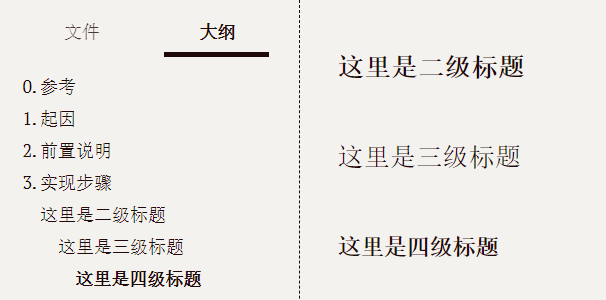 文件 大纲
0. 参考
1. 起因
2. 前置说明
3. 实现步骤
这里是二级标题
这里是三级标题
这里是四级标题
这里是二级标题
这里是三级标题
这里是四级标题